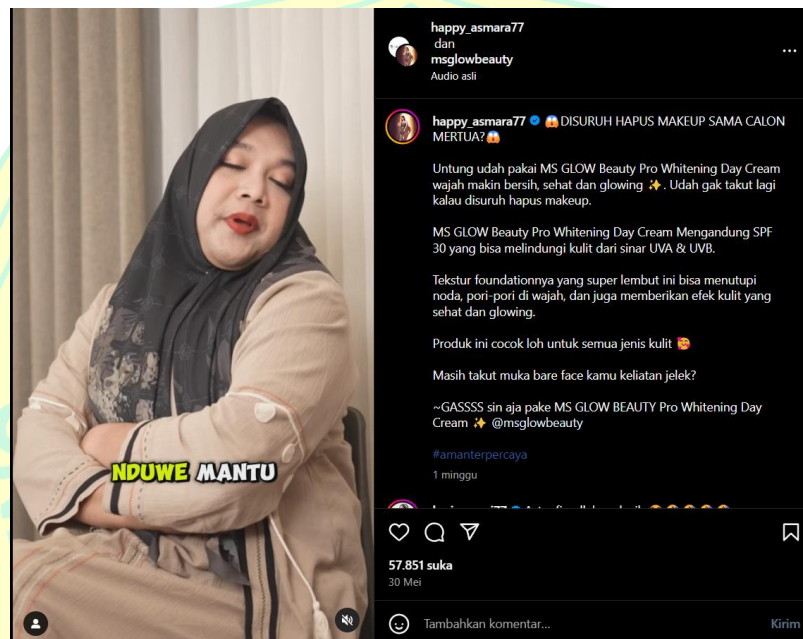 happy_asmara77
dan
msglowbeauty
Audio asli
happy_asmara77 😱DISURUH HAPUS MAKEUP SAMA CALON
MERTUA?😱
Untung udah pakai MS GLOW Beauty Pro Whitening Day Cream
wajah makin bersih, sehat dan glowing ✨. Udah gak takut lagi
kalau disuruh hapus makeup.
MS GLOW Beauty Pro Whitening Day Cream Mengandung SPF
30 yang bisa melindungi kulit dari sinar UVA & UVB.
Tekstur foundationnya yang super lembut ini bisa menutupi
noda, pori-pori di wajah, dan juga memberikan efek kulit yang
sehat dan glowing.
Produk ini cocok loh untuk semua jenis kulit 🥰
Masih takut muka bare face kamu keliatan jelek?
~GASSSS sin aja pake MS GLOW BEAUTY Pro Whitening Day
Cream ✨ @msglowbeauty
#amanterpercaya
1 minggu
NDUWE MANTU
57.851 suka
30 Mei
Tambahkan komentar...
Kirim